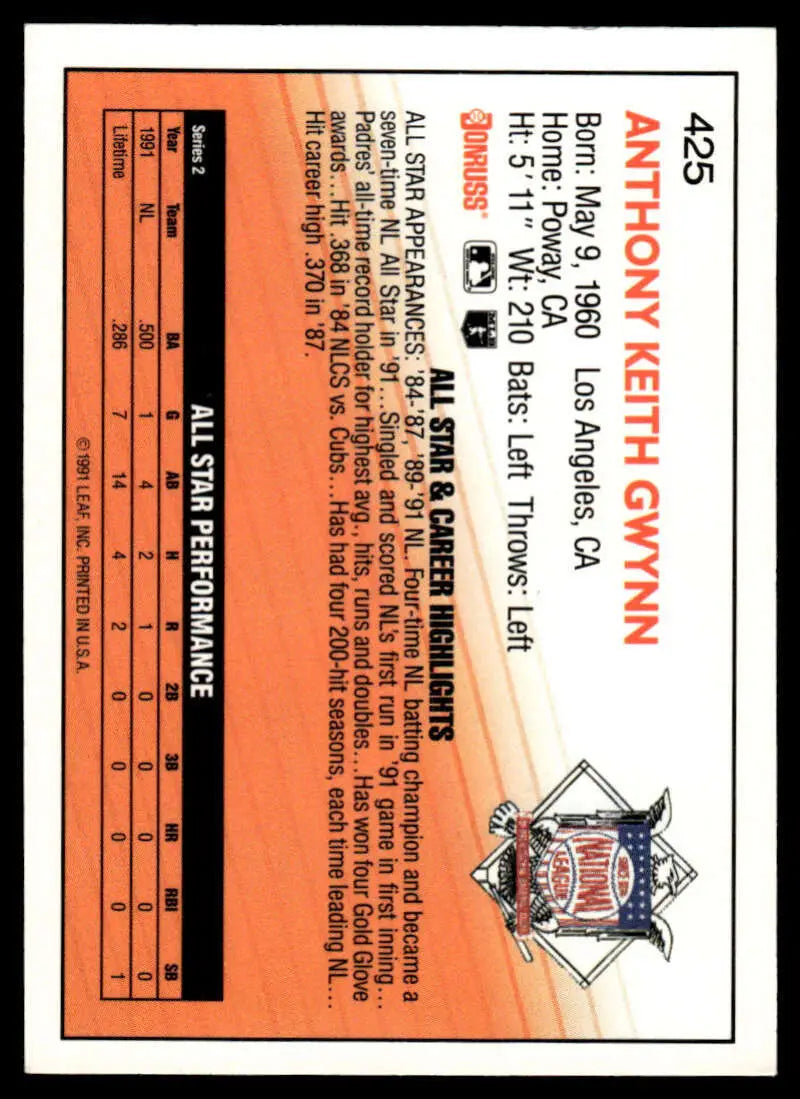 425
ANTHONY KEITH GWYNN
Born: May 9, 1960 Los Angeles, CA
Home: Poway, CA
Ht: 5' 11" Wt: 210 Bats: Left Throws: Left
DONRUSS
MLB
SINCE 1876
NATIONAL
LEAGUE
ALL STAR & CAREER HIGHLIGHTS
ALL STAR APPEARANCES: '84-'87, '89-'91 NL. Four-time NL batting champion and became a
seven-time NL All Star in '91...Singled and scored NL's first run in '91 game in first inning...
Padres' all-time record holder for highest avg., hits, runs and doubles...Has won four Gold Glove
awards...Hit .368 in '84 NLCS vs. Cubs...Has had four 200-hit seasons, each time leading NL...
Hit career high .370 in '87.
Series 2 ALL STAR PERFORMANCE
Year Team BA G AB H R 2B 3B HR RBI SB
1991 NL .500 1 4 2 1 0 0 0 0 0
Lifetime .286 7 14 4 2 0 0 0 0 1
©1991 LEAF, INC. PRINTED IN U.S.A.